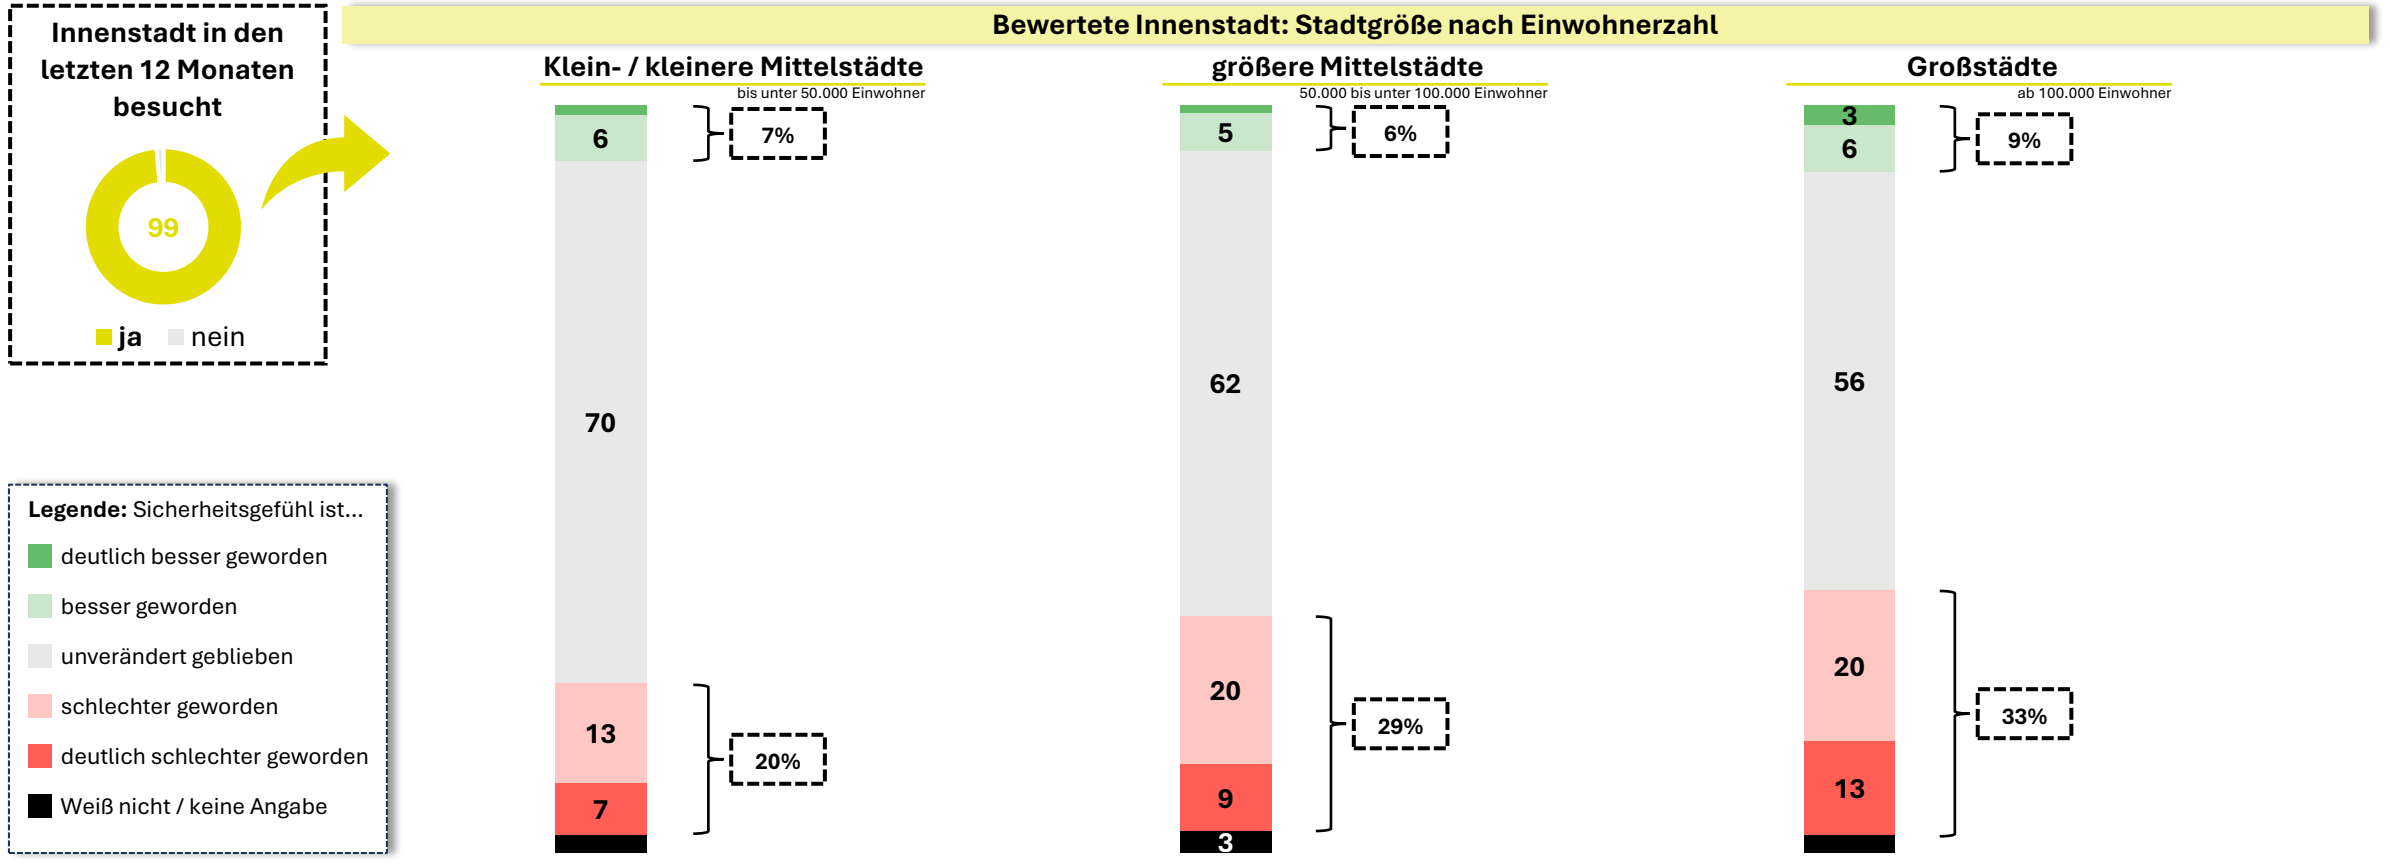 Innenstadt in den
letzten 12 Monaten
besucht
99
ja nein
Bewertete Innenstadt: Stadtgröße nach Einwohnerzahl
Klein- / kleinere Mittelstädte
bis unter 50.000 Einwohner
6
7%
70
13
20%
7
größere Mittelstädte
50.000 bis unter 100.000 Einwohner
5
6%
62
20
29%
9
3
Großstädte
ab 100.000 Einwohner
3
6
9%
56
20
33%
13
Legende: Sicherheitsgefühl ist...
deutlich besser geworden
besser geworden
unverändert geblieben
schlechter geworden
deutlich schlechter geworden
Weiß nicht / keine Angabe